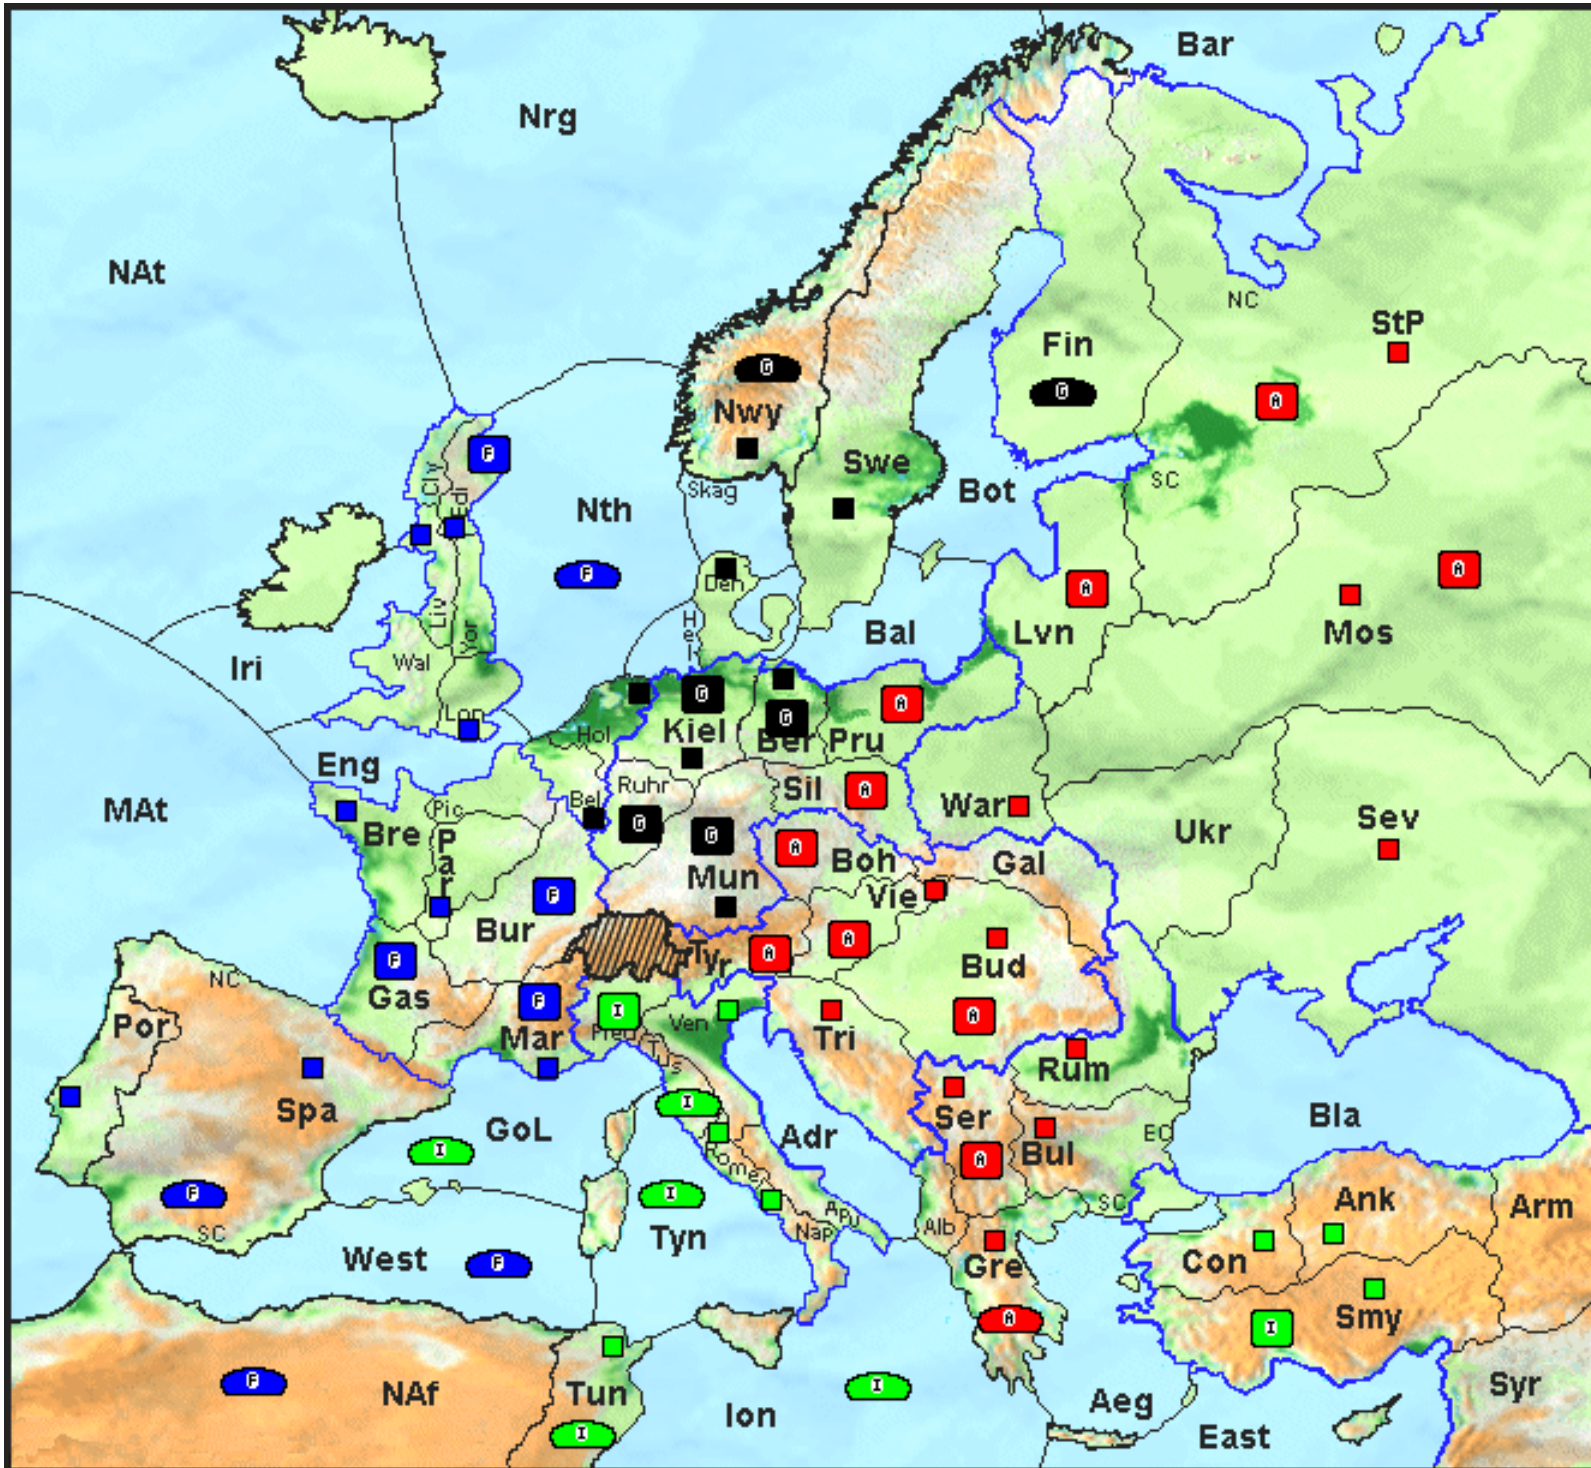 Bar
Nrg
NAt
NC
StP
Fin
G
G
Nwy
A
Swe
F
Cly
Edi
Skag
Bot
SC
Nth
F
Den
A
A
Hel
Liv
Yor
Bal
Lvn
Mos
Iri
Wal
Lon
G
G
A
Hol
Kiel
Ber
Pru
Eng
Ruhr
Sil
A
MAt
Pic
Bel
War
Bre
Par
G
G
A
Boh
Gal
Ukr
Sev
Mun
Vie
F
Bur
Tyr
A
A
Bud
F
Gas
NC
F
I
Por
Mar
Pied
Ven
Tri
A
Tus
Rum
Spa
GoL
I
Ser
Bla
Adr
Bul
EC
I
Rome
A
F
I
SC
Apu
Nap
Alb
SC
Ank
Arm
West
F
Tyn
Gre
Con
A
I
Smy
F
NAf
Tun
I
Ion
Aeg
Syr
I
East